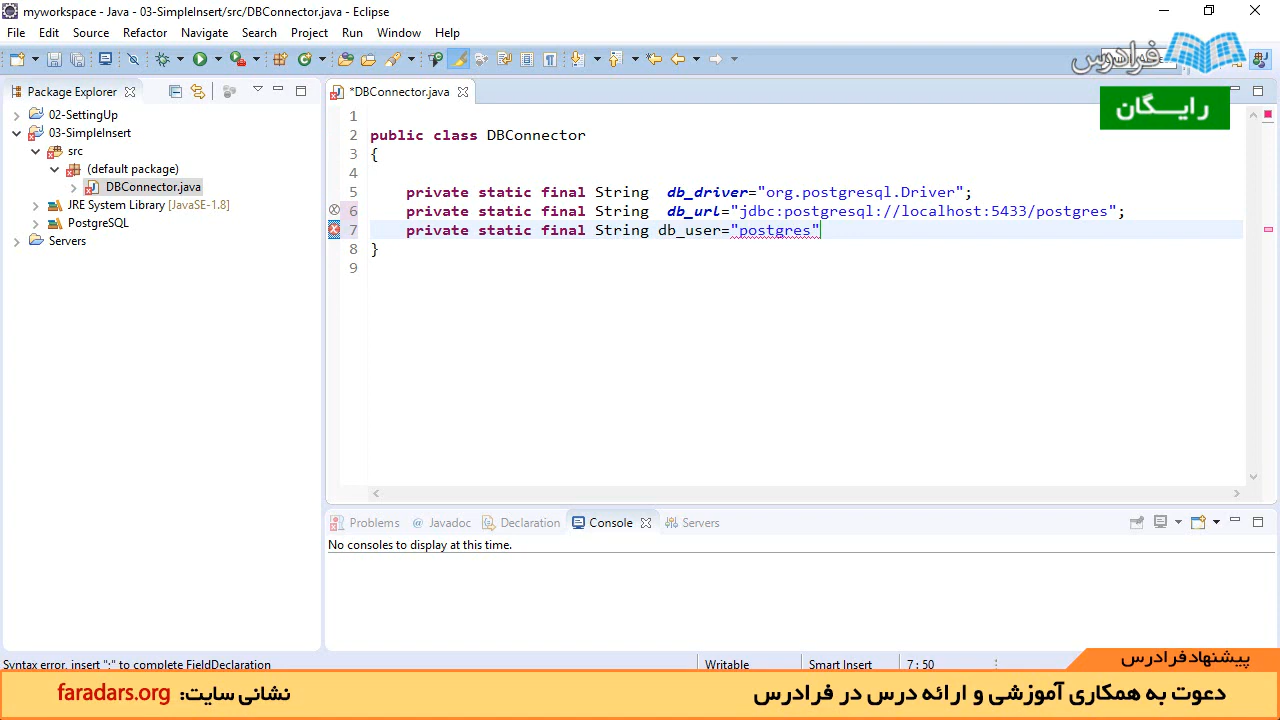 myworkspace - Java - 03-SimpleInsert/src/DBConnector.java - Eclipse
File Edit Source Refactor Navigate Search Project Run Window Help
فرادرس
رایــگان
Package Explorer
*DBConnector.java
02-SettingUp
03-SimpleInsert
src
(default package)
DBConnector.java
JRE System Library [JavaSE-1.8]
PostgreSQL
Servers
1
2 public class DBConnector
3 {
4
5 private static final String db_driver="org.postgresql.Driver";
6 private static final String db_url="jdbc:postgresql://localhost:5433/postgres";
7 private static final String db_user="postgres"
8 }
9
Problems @ Javadoc Declaration Console Servers
No consoles to display at this time.
Syntax error, insert ";" to complete FieldDeclaration Writable Smart Insert 7 : 50
پیشنهاد فرادرس
دعوت به همکاری آموزشی و ارائه درس در فرادرس
نشانی سایت: faradars.org